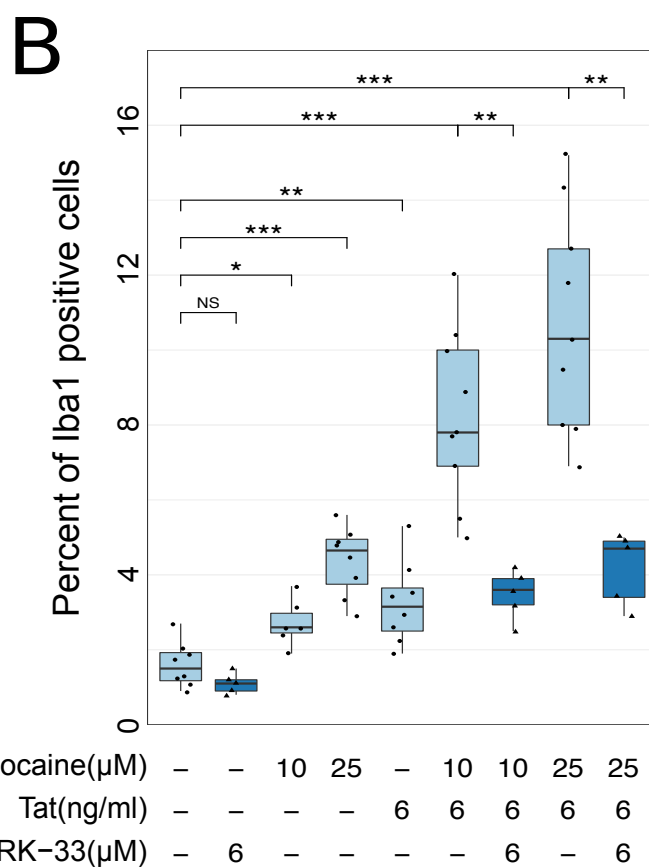 B
Percent of Iba1 positive cells
16
12
8
4
0
*** **
*** **
**
***
*
NS
ocaine(μM) – – 10 25 – 10 10 25 25
Tat(ng/ml) – – – – 6 6 6 6 6
RK−33(μM) – 6 – – – – 6 – 6